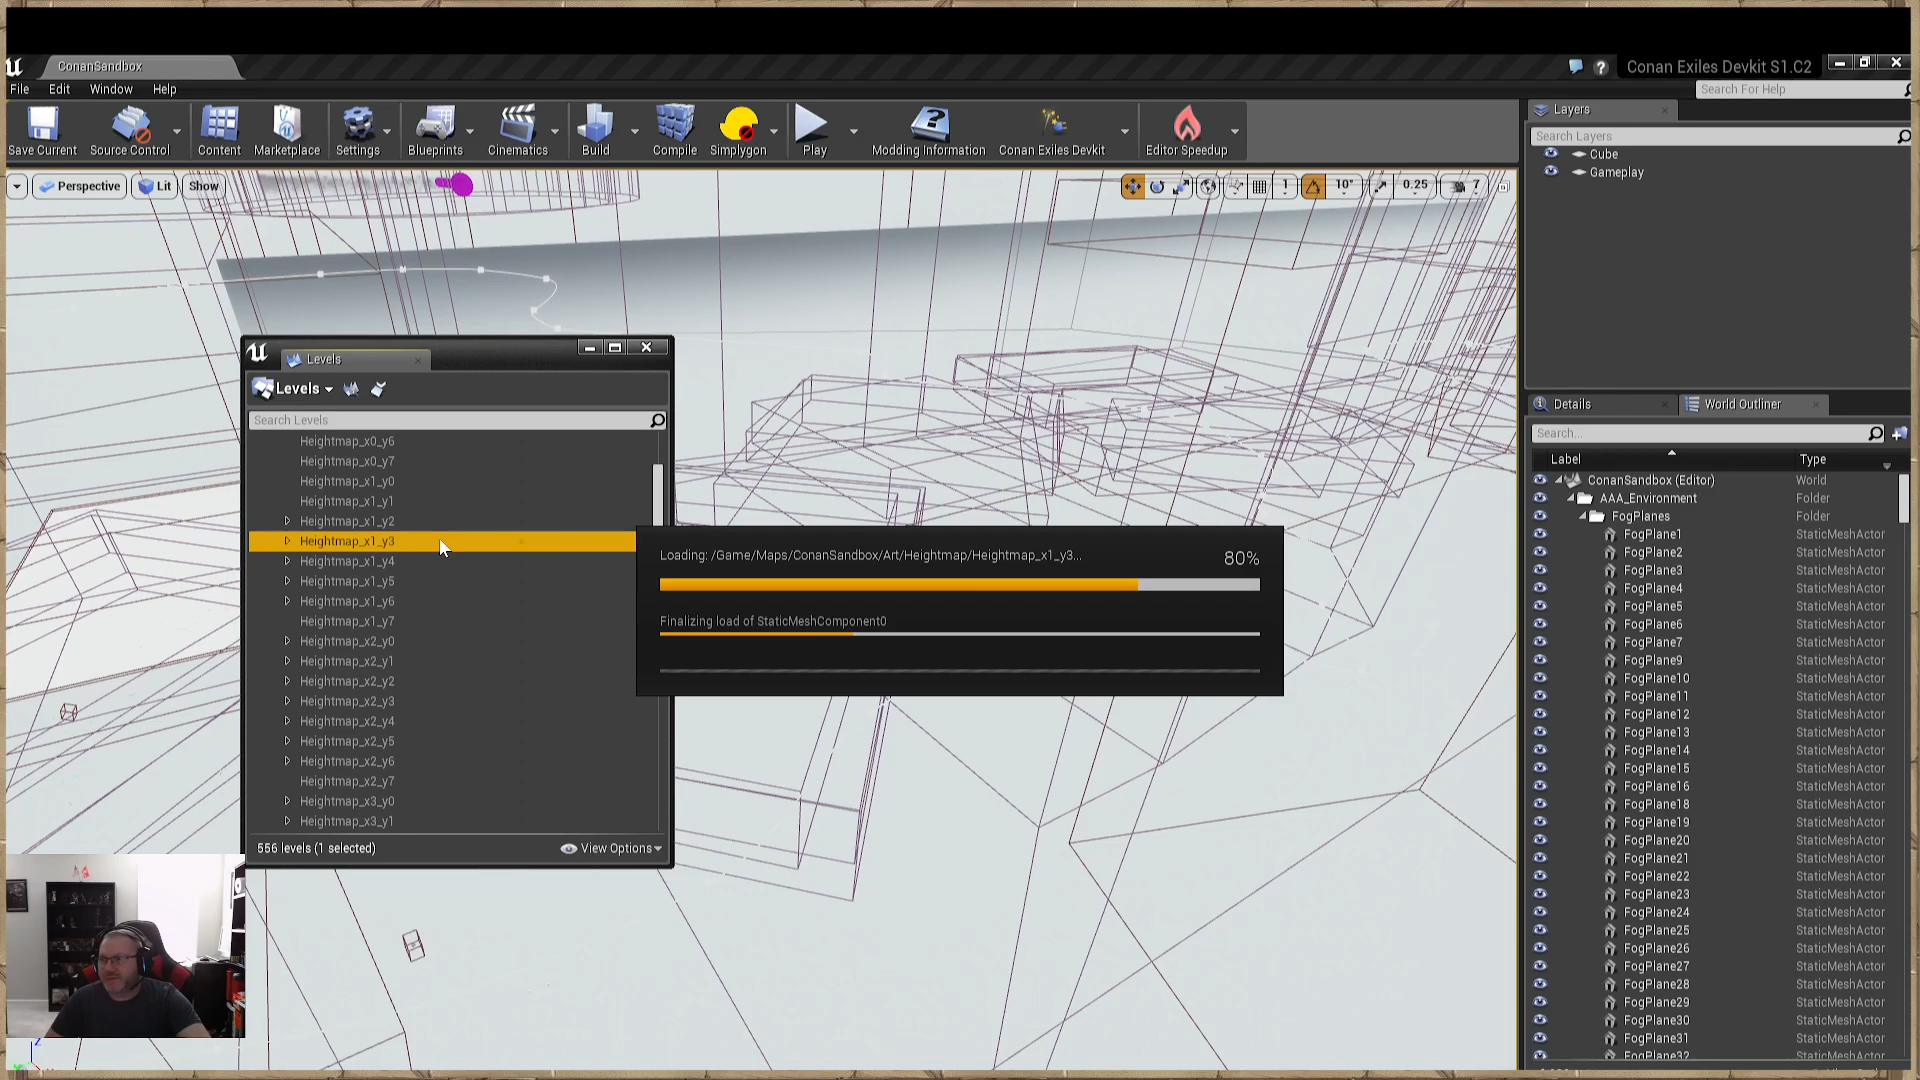 ConanSandbox
Conan Exiles Devkit S1.C2
File Edit Window Help
Search For Help
Save Current
Source Control
Content
Marketplace
Settings
Blueprints
Cinematics
Build
Compile
Simplygon
Play
Modding Information
Conan Exiles Devkit
Editor Speedup
Perspective
Lit
Show
1
10°
0.25
7
Layers
Search Layers
Cube
Gameplay
Levels
Levels
Search Levels
Heightmap_x0_y6
Heightmap_x0_y7
Heightmap_x1_y0
Heightmap_x1_y1
Heightmap_x1_y2
Heightmap_x1_y3
Heightmap_x1_y4
Heightmap_x1_y5
Heightmap_x1_y6
Heightmap_x1_y7
Heightmap_x2_y0
Heightmap_x2_y1
Heightmap_x2_y2
Heightmap_x2_y3
Heightmap_x2_y4
Heightmap_x2_y5
Heightmap_x2_y6
Heightmap_x2_y7
Heightmap_x3_y0
Heightmap_x3_y1
556 levels (1 selected)
View Options
Loading: /Game/Maps/ConanSandbox/Art/Heightmap/Heightmap_x1_y3...
80%
Finalizing load of StaticMeshComponent0
Details
World Outliner
Search...
Label Type
ConanSandbox (Editor) World
AAA_Environment Folder
FogPlanes Folder
FogPlane1 StaticMeshActor
FogPlane2 StaticMeshActor
FogPlane3 StaticMeshActor
FogPlane4 StaticMeshActor
FogPlane5 StaticMeshActor
FogPlane6 StaticMeshActor
FogPlane7 StaticMeshActor
FogPlane9 StaticMeshActor
FogPlane10 StaticMeshActor
FogPlane11 StaticMeshActor
FogPlane12 StaticMeshActor
FogPlane13 StaticMeshActor
FogPlane14 StaticMeshActor
FogPlane15 StaticMeshActor
FogPlane16 StaticMeshActor
FogPlane18 StaticMeshActor
FogPlane19 StaticMeshActor
FogPlane20 StaticMeshActor
FogPlane21 StaticMeshActor
FogPlane22 StaticMeshActor
FogPlane23 StaticMeshActor
FogPlane24 StaticMeshActor
FogPlane25 StaticMeshActor
FogPlane26 StaticMeshActor
FogPlane27 StaticMeshActor
FogPlane28 StaticMeshActor
FogPlane29 StaticMeshActor
FogPlane30 StaticMeshActor
FogPlane31 StaticMeshActor
FogPlane32 StaticMeshActor
Z